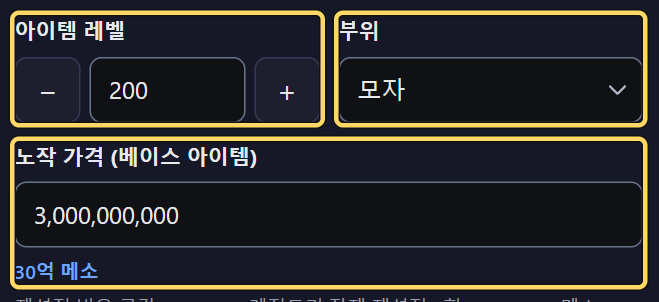 아이템 레벨 부위
− 200 + 모자
노작 가격 (베이스 아이템)
3,000,000,000
30억 메소